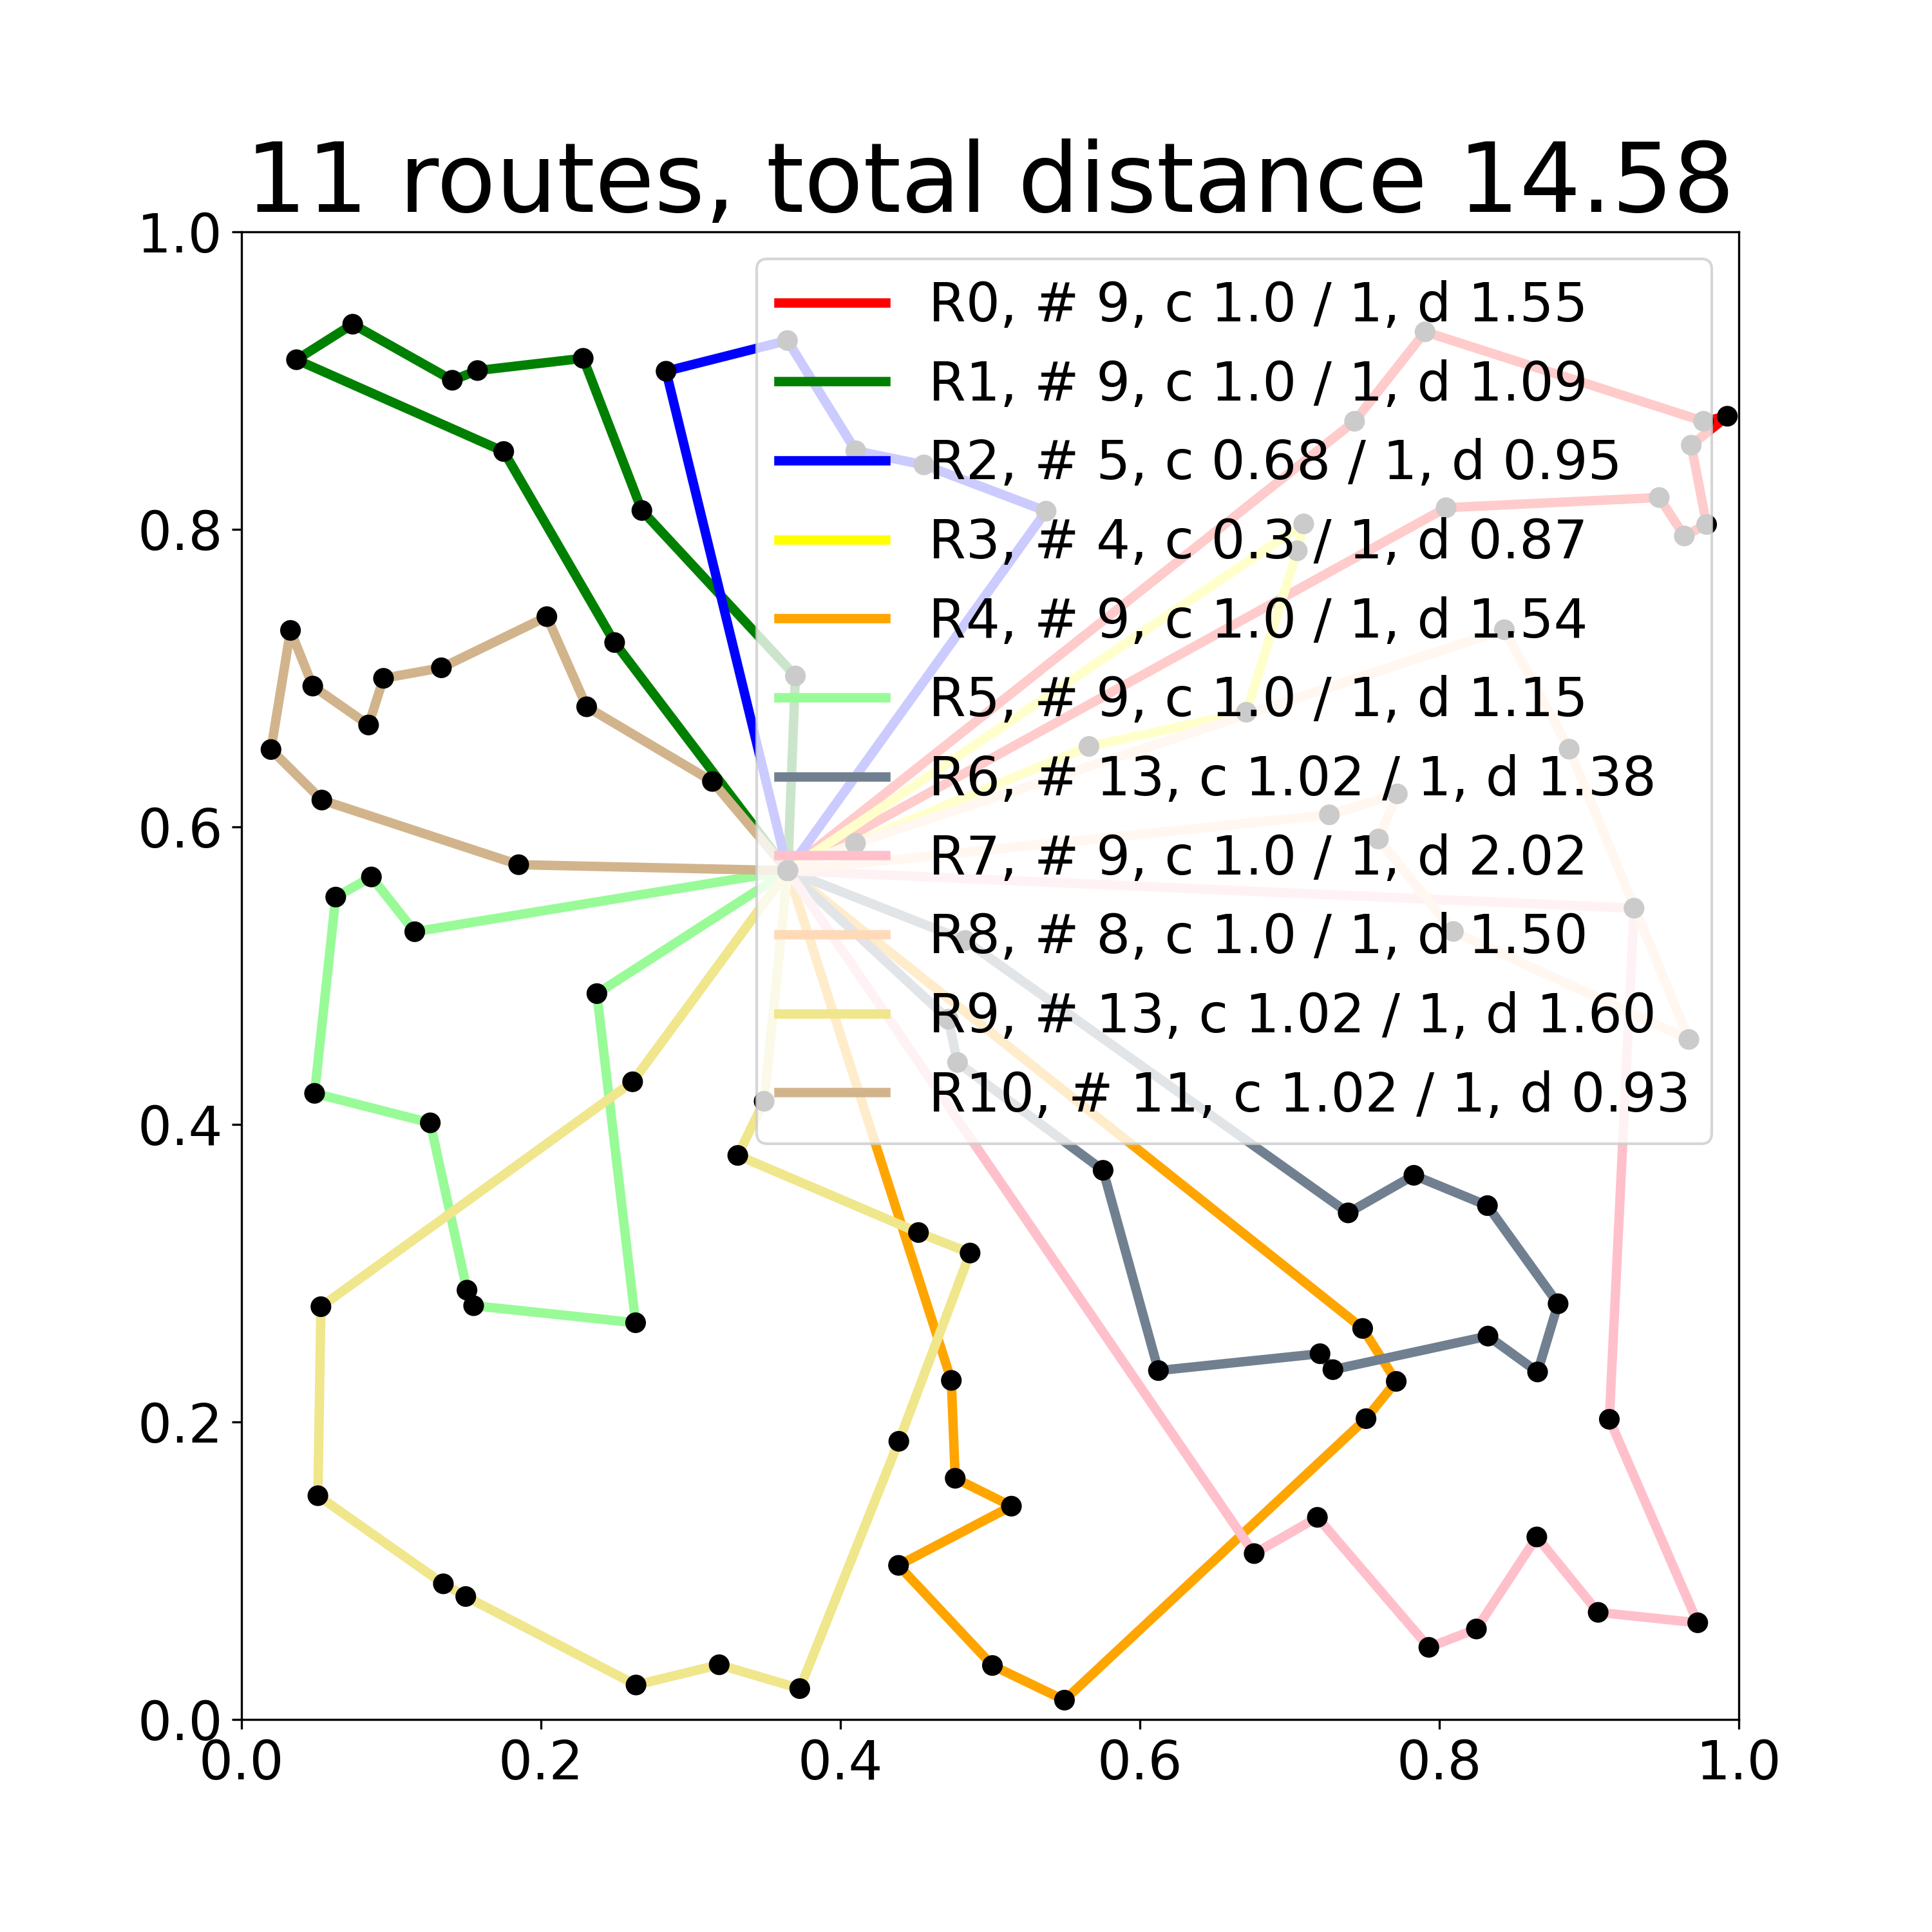 11 routes, total distance 14.58
1.0
0.8
0.6
0.4
0.2
0.0
R0, # 9, c 1.0 / 1, d 1.55
R1, # 9, c 1.0 / 1, d 1.09
R2, # 5, c 0.68 / 1, d 0.95
R3, # 4, c 0.3 / 1, d 0.87
R4, # 9, c 1.0 / 1, d 1.54
R5, # 9, c 1.0 / 1, d 1.15
R6, # 13, c 1.02 / 1, d 1.38
R7, # 9, c 1.0 / 1, d 2.02
R8, # 8, c 1.0 / 1, d 1.50
R9, # 13, c 1.02 / 1, d 1.60
R10, # 11, c 1.02 / 1, d 0.93
0.0 0.2 0.4 0.6 0.8 1.0